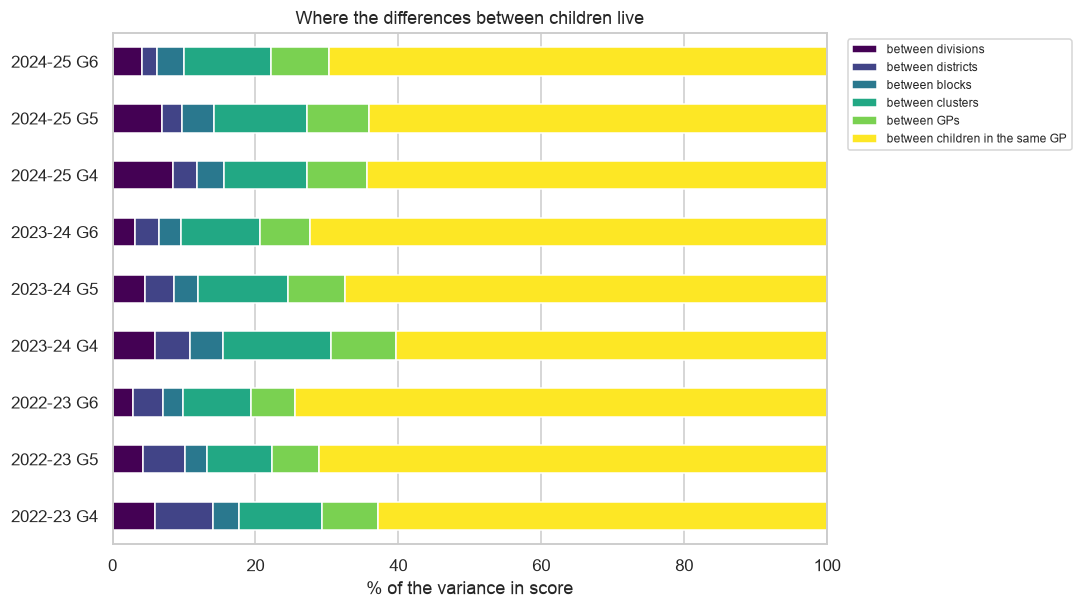 Where the differences between children live
2024-25 G6
2024-25 G5
2024-25 G4
2023-24 G6
2023-24 G5
2023-24 G4
2022-23 G6
2022-23 G5
2022-23 G4
0 20 40 60 80 100
% of the variance in score
between divisions
between districts
between blocks
between clusters
between GPs
between children in the same GP